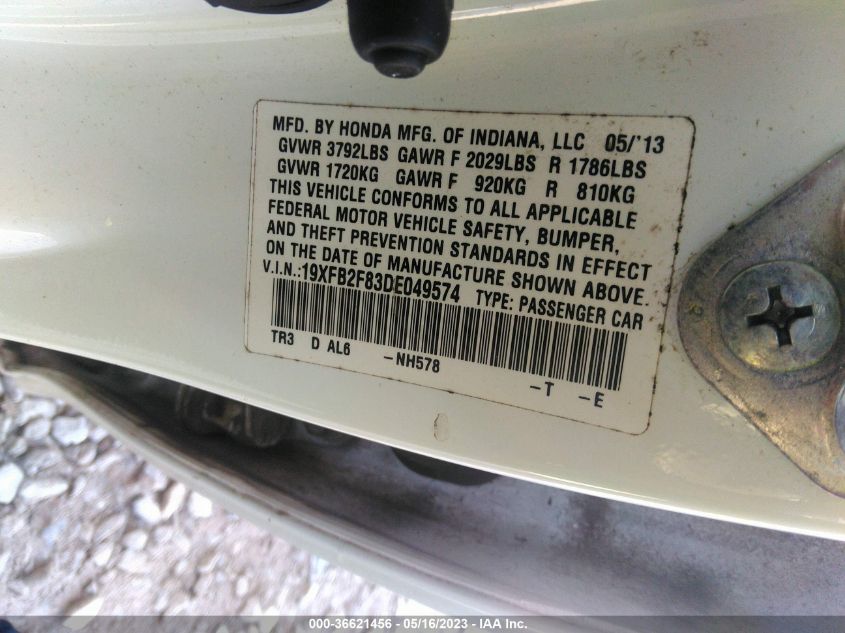 MFD. BY HONDA MFG. OF INDIANA, LLC 05/'13
GVWR 3792LBS GAWR F 2029LBS R 1786LBS
GVWR 1720KG GAWR F 920KG R 810KG
THIS VEHICLE CONFORMS TO ALL APPLICABLE
FEDERAL MOTOR VEHICLE SAFETY, BUMPER,
AND THEFT PREVENTION STANDARDS IN EFFECT
ON THE DATE OF MANUFACTURE SHOWN ABOVE.
V.I.N.:19XFB2F83DE049574 TYPE: PASSENGER CAR
TR3 D AL6 -NH578 -T -E
000-36621456 - 05/16/2023 - IAA Inc.